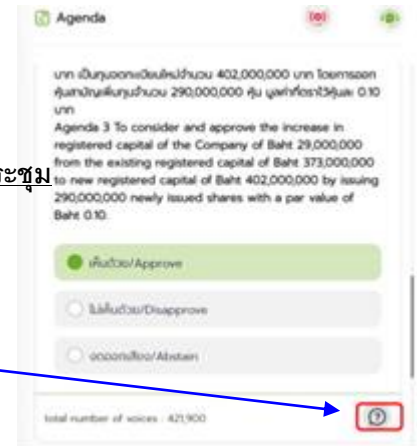 Agenda
บาท เป็นทุนจดทะเบียนใหม่จำนวน 402,000,000 บาท โดยการออก
หุ้นสามัญเพิ่มทุนจำนวน 290,000,000 หุ้น มูลค่าที่ตราไว้หุ้นละ 0.10
บาท
Agenda 3 To consider and approve the increase in
registered capital of the Company of Baht 29,000,000
from the existing registered capital of Baht 373,000,000
ระชุม
to new registered capital of Baht 402,000,000 by issuing
290,000,000 newly issued shares with a par value of
Baht 0.10.
เห็นด้วย/Approve
ไม่เห็นด้วย/Disapprove
งดออกเสียง/Abstain
total number of voices : 421,900